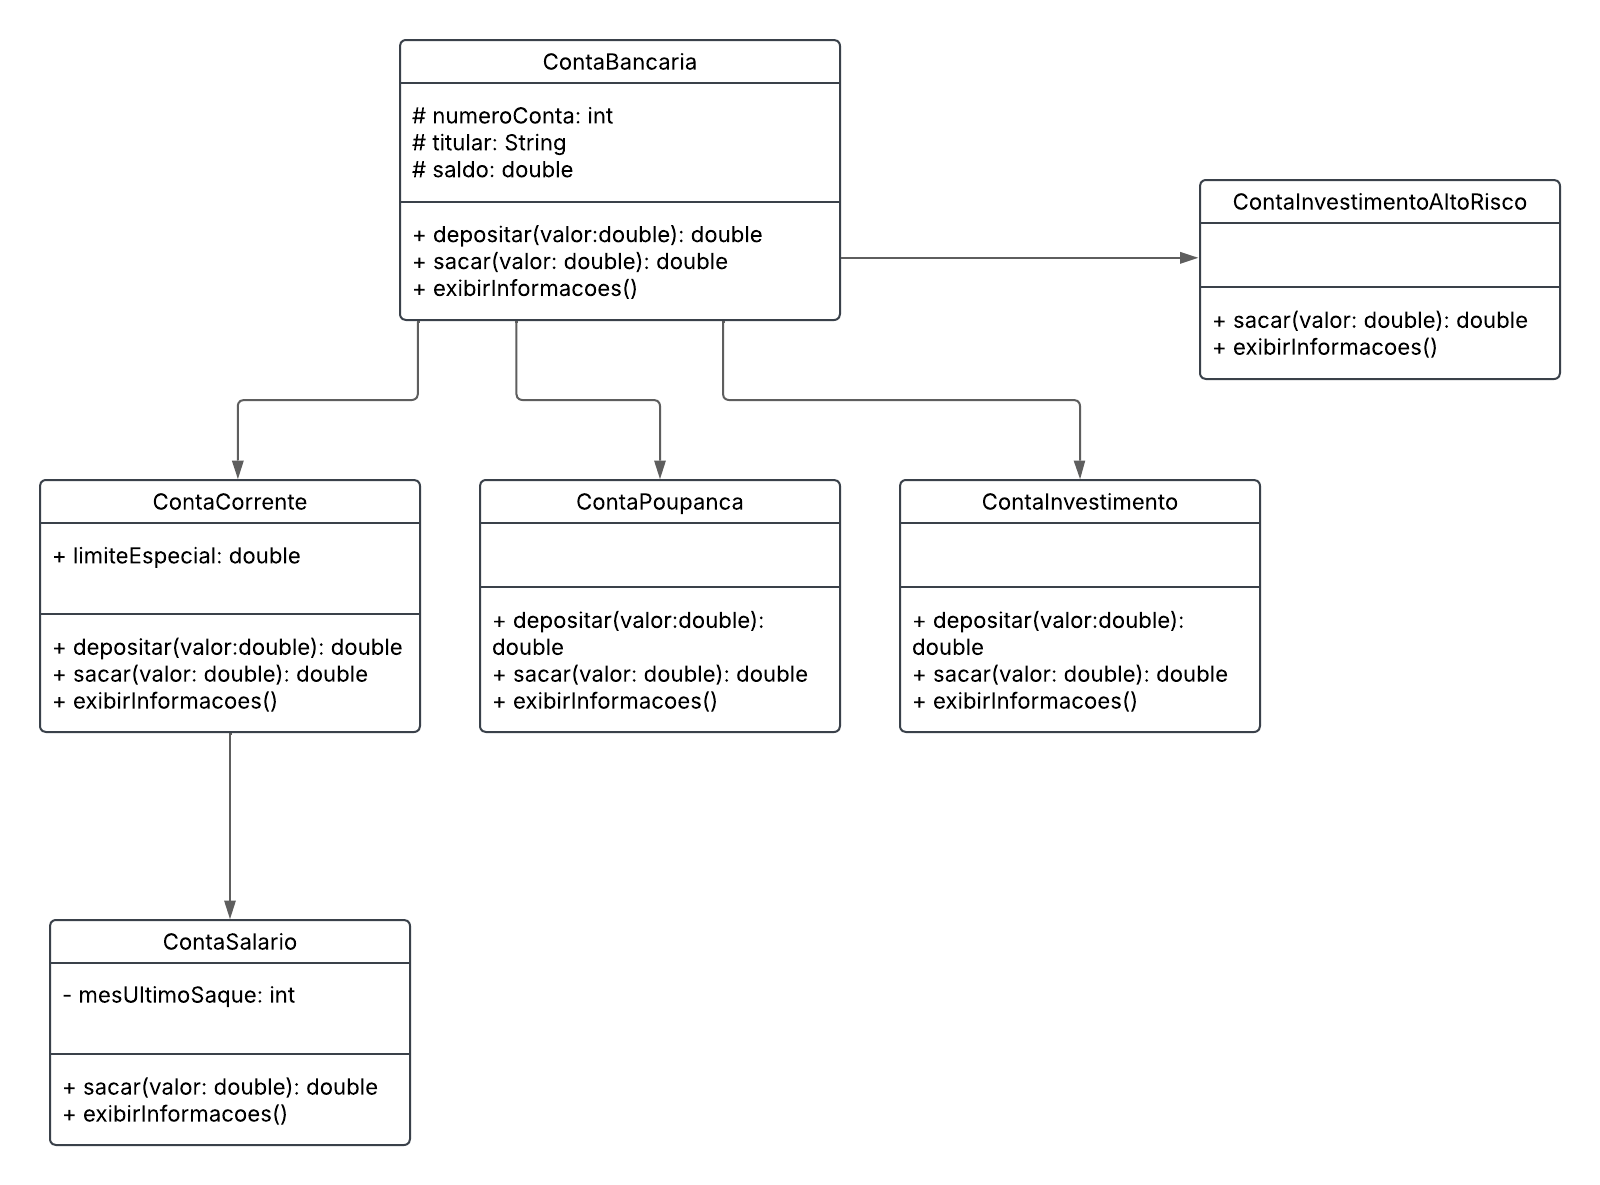 ContaBancaria
# numeroConta: int
# titular: String
# saldo: double
+ depositar(valor:double): double
+ sacar(valor: double): double
+ exibirInformacoes()
ContaInvestimentoAltoRisco
+ sacar(valor: double): double
+ exibirInformacoes()
ContaCorrente
+ limiteEspecial: double
+ depositar(valor:double): double
+ sacar(valor: double): double
+ exibirInformacoes()
ContaPoupanca
+ depositar(valor:double):
double
+ sacar(valor: double): double
+ exibirInformacoes()
ContaInvestimento
+ depositar(valor:double):
double
+ sacar(valor: double): double
+ exibirInformacoes()
ContaSalario
- mesUltimoSaque: int
+ sacar(valor: double): double
+ exibirInformacoes()